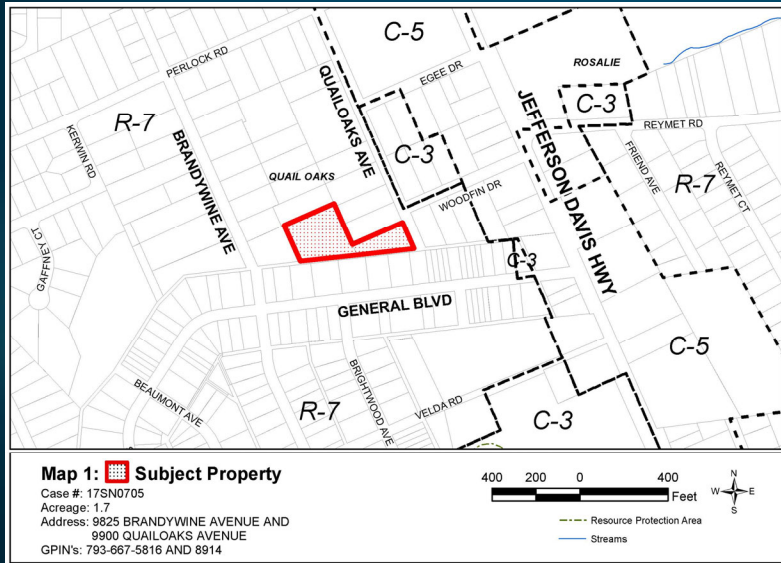 C-5
PERLOCK RD
EGEE DR
ROSALIE
C-3
R-7
KERWIN RD
BRANDYWINE AVE
QUAILOAKS AVE
JEFFERSON DAVIS HWY
REYMET RD
C-3
FRIEND AVE
REYMET CT
R-7
QUAIL OAKS
WOODFIN DR
GAFFNEY CT
C-3
GENERAL BLVD
C-5
BEAUMONT AVE
R-7
BRIGHTWOOD AVE
VELDA RD
C-3
Map 1: Subject Property
Case #: 17SN0705
Acreage: 1.7
Address: 9825 BRANDYWINE AVENUE AND
9900 QUAILOAKS AVENUE
GPIN's: 793-667-5816 AND 8914
400 200 0 400
Feet
N
W E
S
Resource Protection Area
Streams